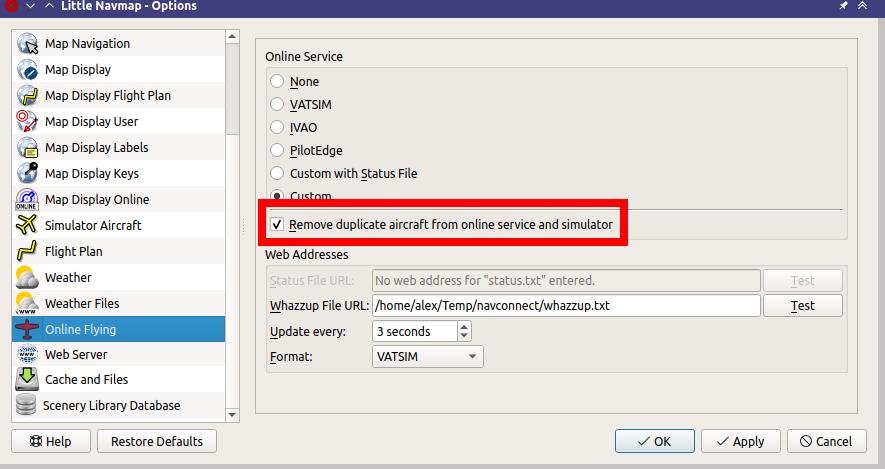 Little Navmap - Options
Map Navigation
Map Display
Map Display Flight Plan
Map Display User
Map Display Labels
Map Display Keys
Map Display Online
ONLINE
Simulator Aircraft
Flight Plan
Weather
Weather Files
WWW
Online Flying
Web Server
WWW
Cache and Files
Scenery Library Database
Online Service
None
VATSIM
IVAO
PilotEdge
Custom with Status File
Custom
Remove duplicate aircraft from online service and simulator
Web Addresses
Status File URL: No web address for "status.txt" entered. Test
Whazzup File URL: /home/alex/Temp/navconnect/whazzup.txt Test
Update every: 3 seconds
Format: VATSIM
Help Restore Defaults OK Apply Cancel